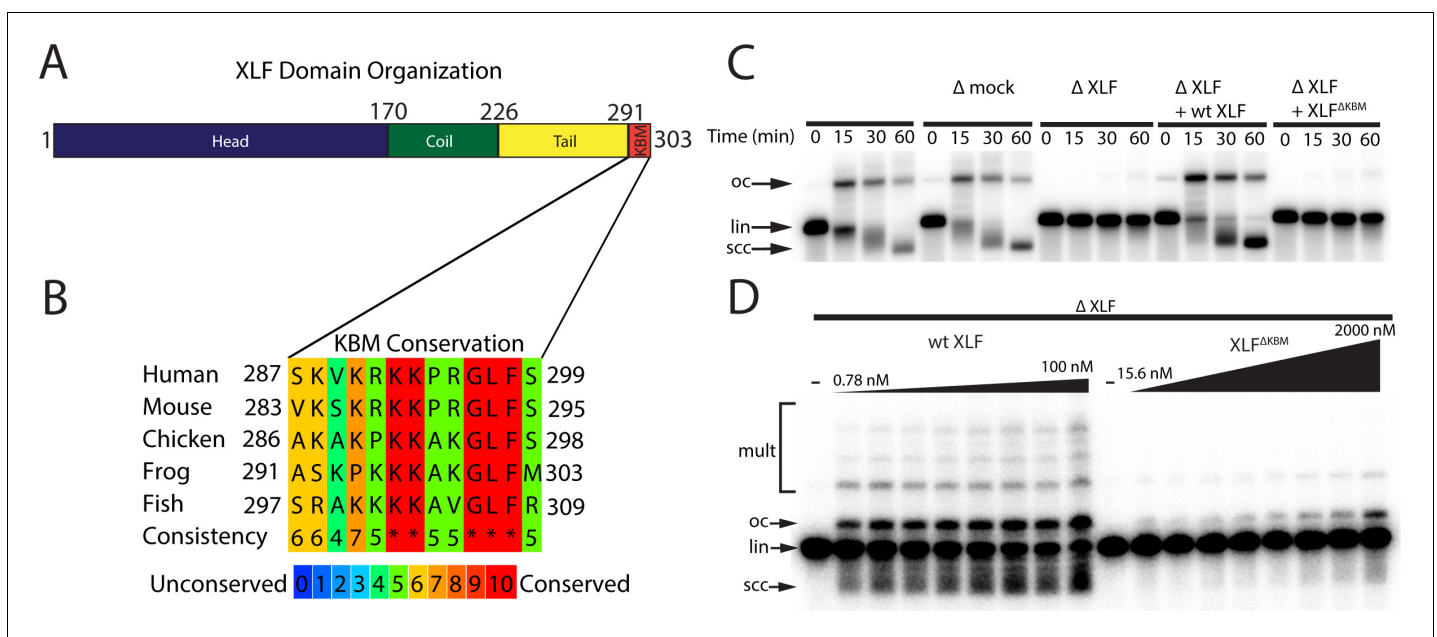 A
XLF Domain Organization
170 226 291
1 Head Coil Tail KBM 303
B
KBM Conservation
Human 287 S K V K R K K P R G L F S 299
Mouse 283 V K S K R K K P R G L F S 295
Chicken 286 A K A K P K K A K G L F S 298
Frog 291 A S K P K K K A K G L F M 303
Fish 297 S R A K K K K A V G L F R 309
Consistency 6 6 4 7 5 * * 5 5 * * * 5
Unconserved 0 1 2 3 4 5 6 7 8 9 10 Conserved
C
Δ mock Δ XLF Δ XLF + wt XLF Δ XLF + XLFΔKBM
Time (min) 0 15 30 60 0 15 30 60 0 15 30 60 0 15 30 60 0 15 30 60
oc
lin
scc
D
Δ XLF
wt XLF XLFΔKBM
– 0.78 nM 100 nM – 15.6 nM 2000 nM
mult
oc
lin
scc